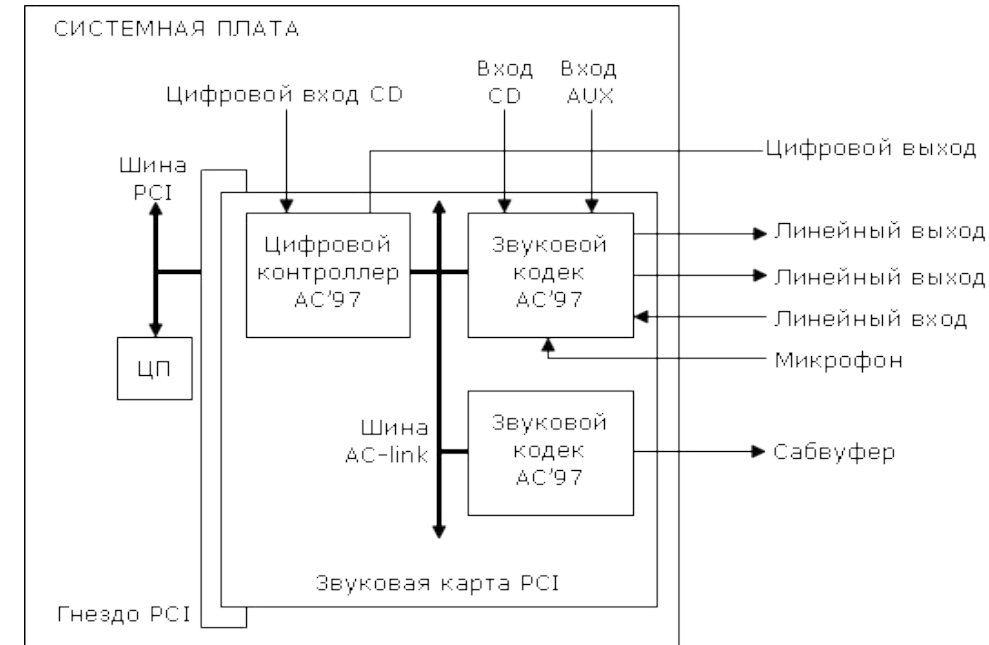 СИСТЕМНАЯ ПЛАТА
Вход
CD
Вход
AUX
Цифровой вход CD
Цифровой выход
Шина
PCI
Цифровой
контроллер
AC'97
Звуковой
кодек
AC'97
Линейный выход
Линейный выход
Линейный вход
Микрофон
ЦП
Шина
AC-link
Звуковой
кодек
AC'97
Сабвуфер
Звуковая карта PCI
Гнездо PCI